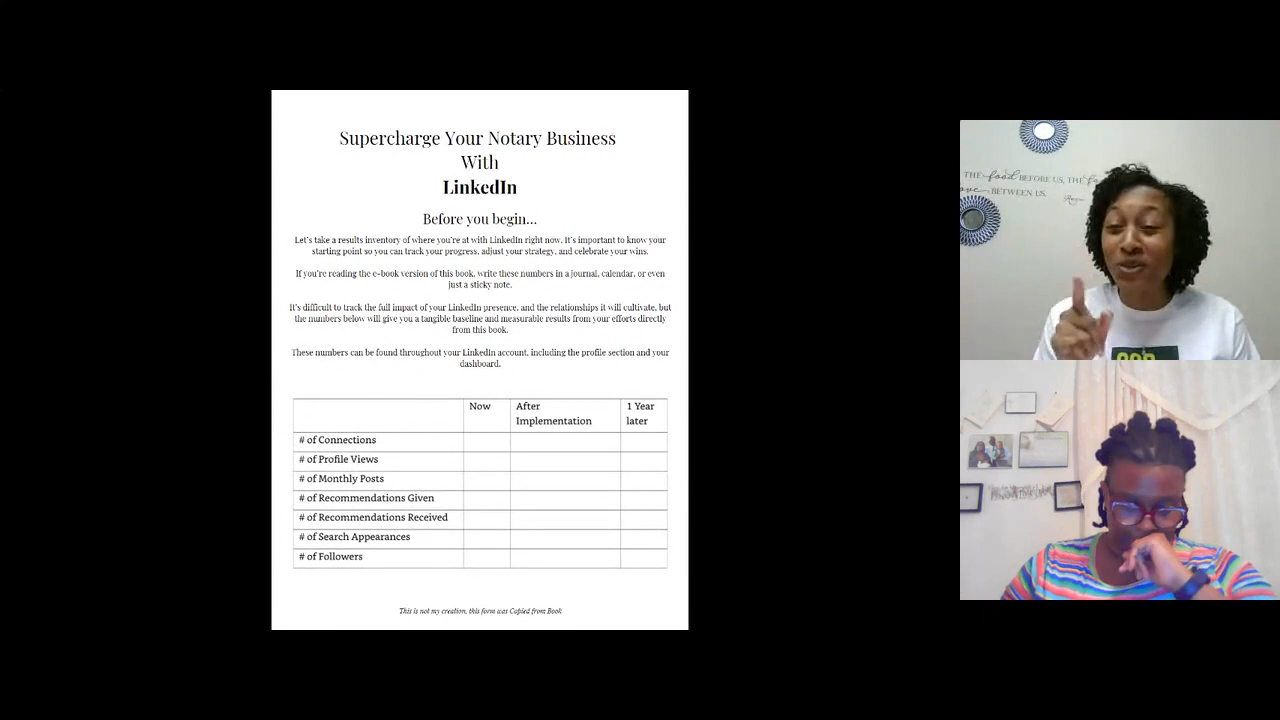 Supercharge Your Notary Business
With
LinkedIn
Before you begin...
Let's take a results inventory of where you're at with LinkedIn right now. It's important to know your
starting point so you can track your progress, adjust your strategy, and celebrate your wins.
If you're reading the e-book version of this book, write these numbers in a journal, calendar, or even
just a sticky note.
It's difficult to track the full impact of your LinkedIn presence, and the relationships it will cultivate, but
the numbers below will give you a tangible baseline and measurable results from your efforts directly
from this book.
These numbers can be found throughout your LinkedIn account, including the profile section and your
dashboard.
Now After 1 Year
Implementation later
# of Connections
# of Profile Views
# of Monthly Posts
# of Recommendations Given
# of Recommendations Received
# of Search Appearances
# of Followers
This is not my creation, this form was Copied from Book
THE food BEFORE US, THE
BETWEEN US.